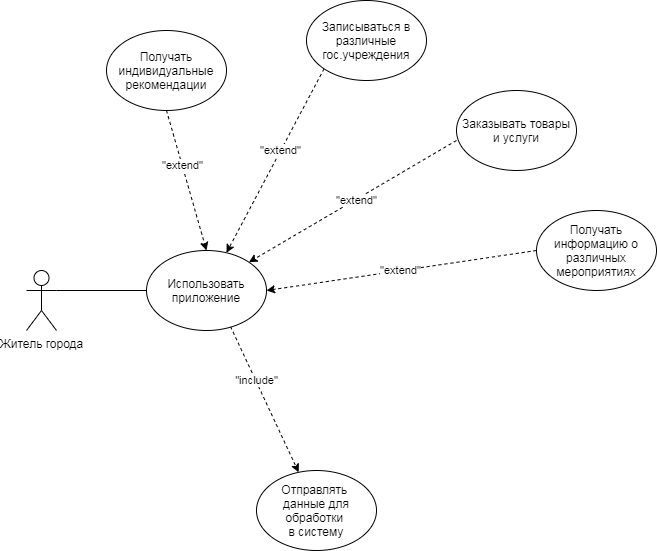 Записываться в
различные
гос.учреждения
Получать
индивидуальные
рекомендации
"extend"
"extend"
Заказывать товары
и услуги
"extend"
Получать
информацию о
различных
мероприятиях
"extend"
Использовать
приложение
Житель города
"include"
Отправлять
данные для
обработки
в систему